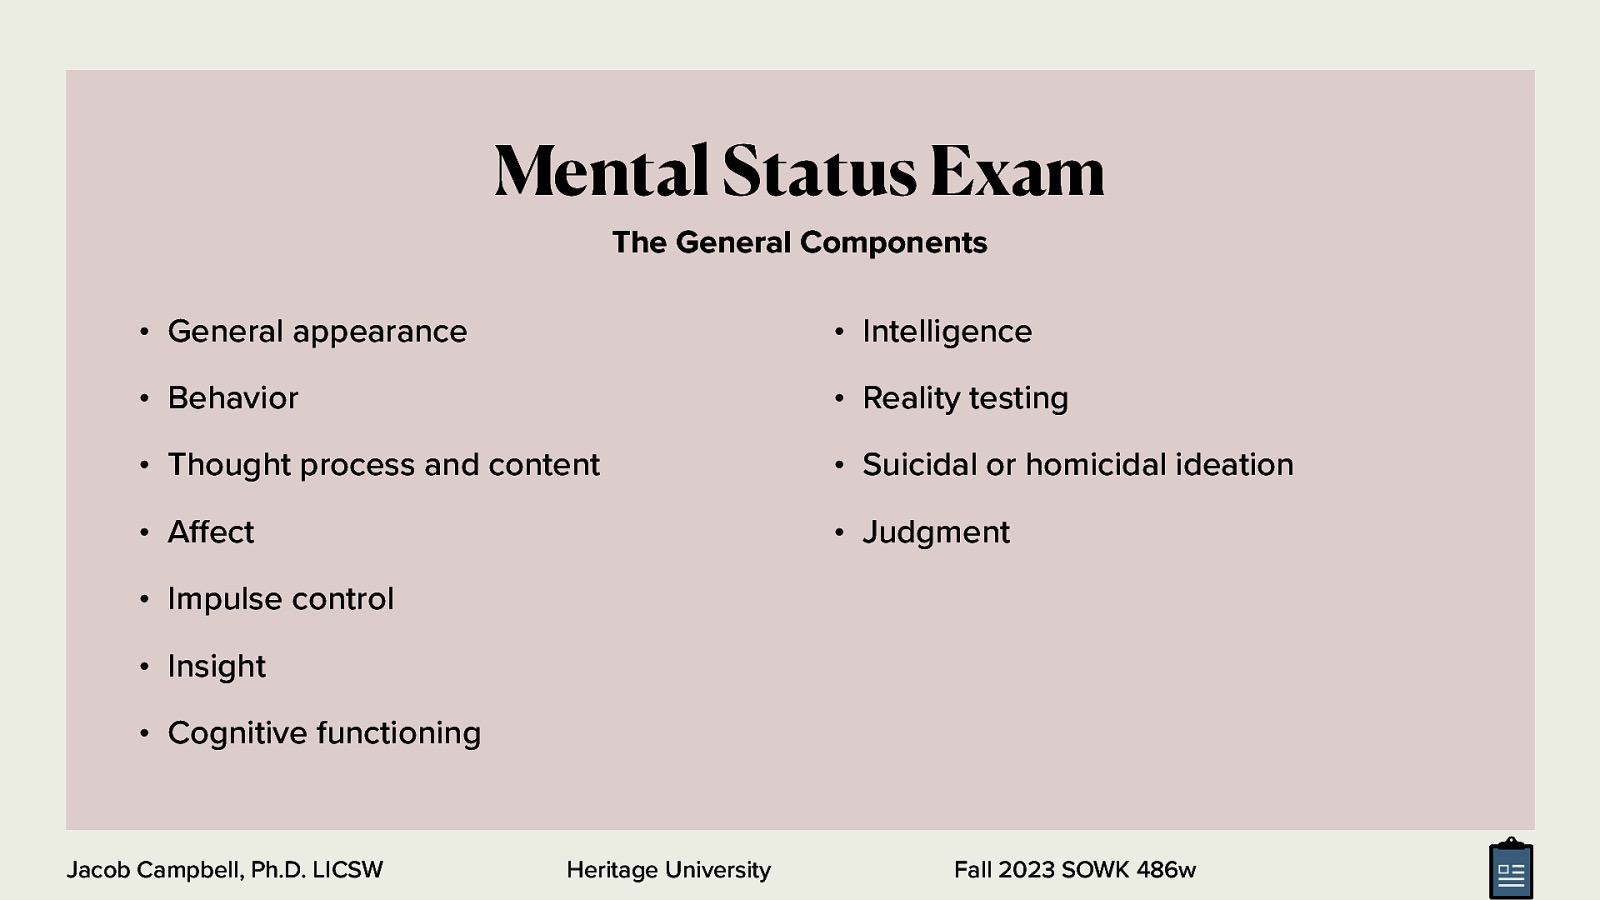 Mental Status Exam
The General Components
• General appearance
• Behavior
• Thought process and content
• Affect
• Impulse control
• Insight
• Cognitive functioning
• Intelligence
• Reality testing
• Suicidal or homicidal ideation
• Judgment
Jacob Campbell, Ph.D. LICSW
Heritage University
Fall 2023 SOWK 486w